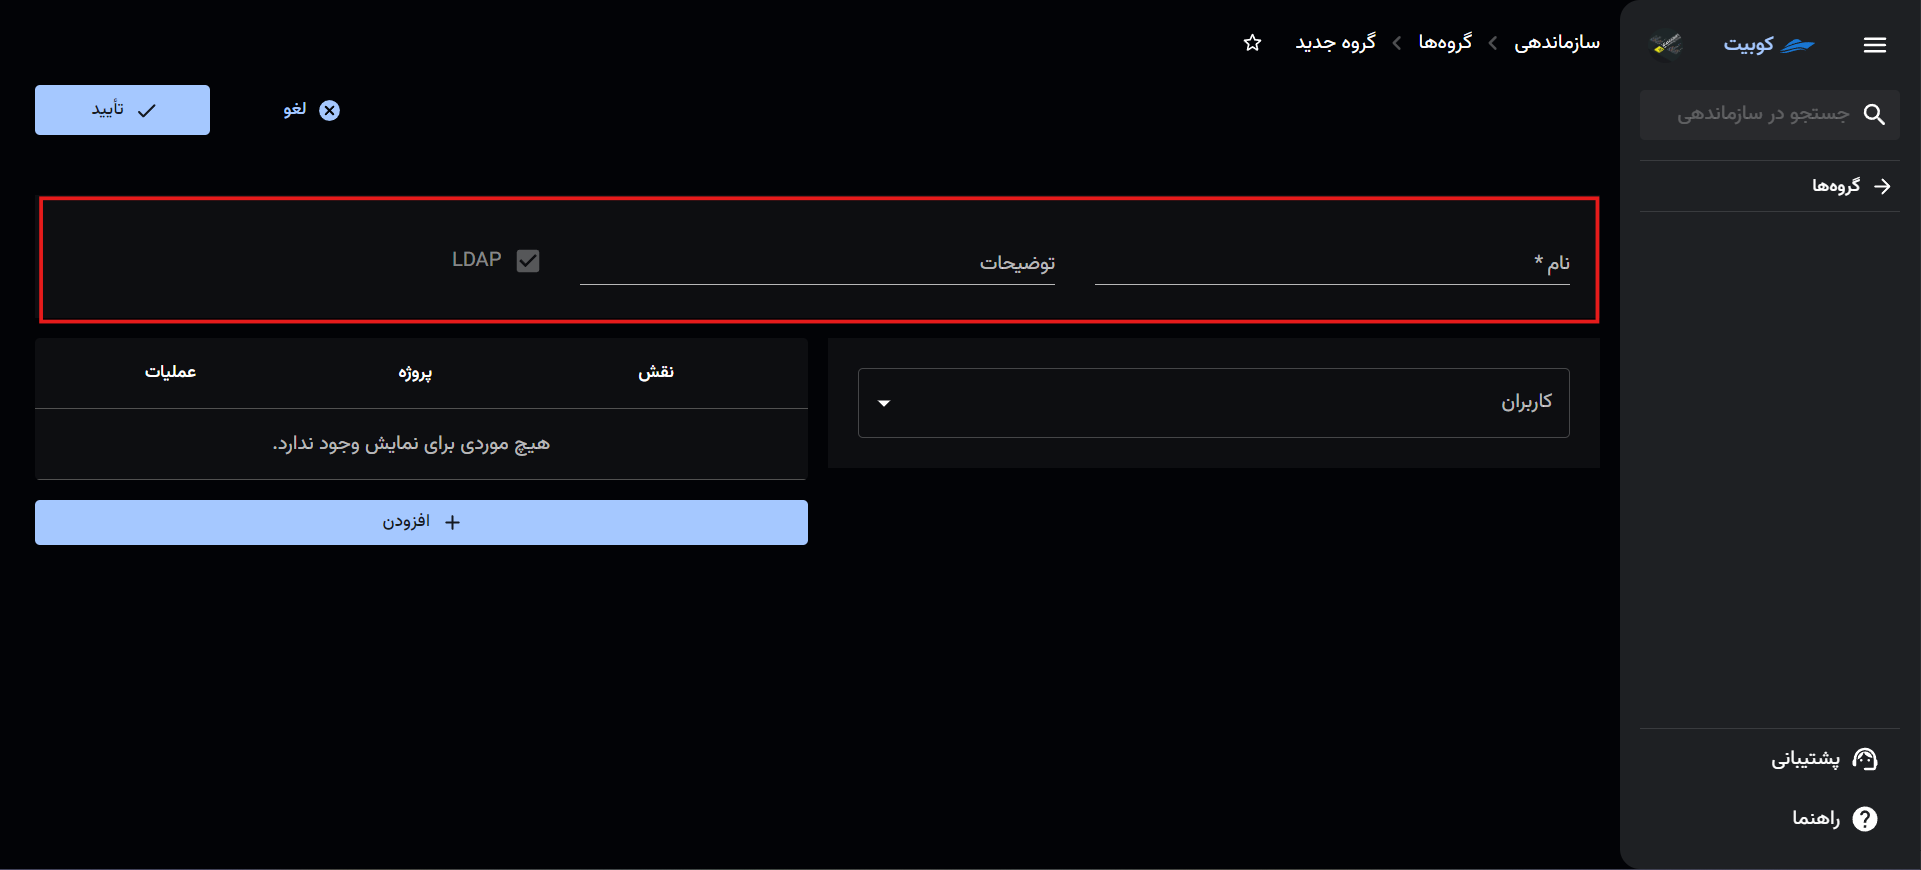 کوبیت
جستجو در سازماندهی
گروه‌ها
پشتیبانی
راهنما
سازماندهی
گروه‌ها
گروه جدید
لغو
تأیید
نام *
توضیحات
LDAP
کاربران
نقش پروژه عملیات
هیچ موردی برای نمایش وجود ندارد.
افزودن